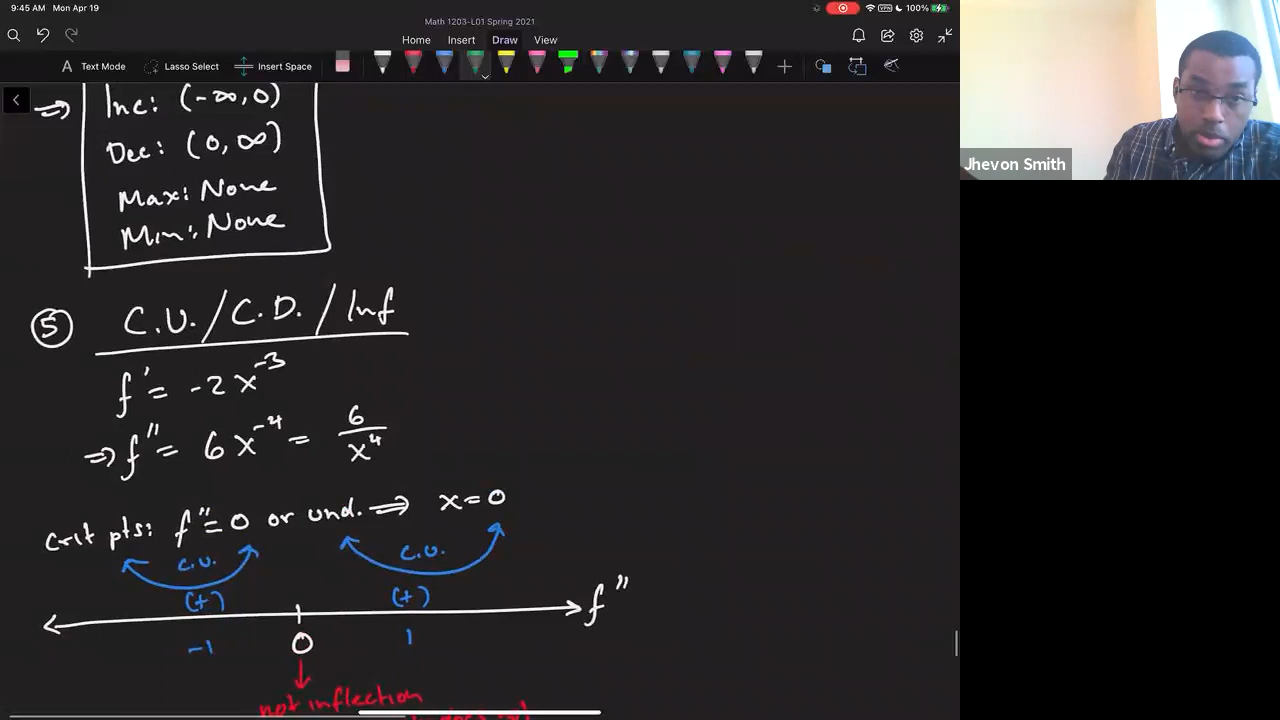 9:45 AM Mon Apr 19
100%
Math 1203-L01 Spring 2021
Home Insert Draw View
Text Mode Lasso Select Insert Space
⇒ Inc: (-∞, 0)
Dec: (0, ∞)
Max: None
Min: None
Jhevon Smith
⑤ C.U. / C.D. / Inf
f' = -2x⁻³
⇒ f'' = 6x⁻⁴ = 6/x⁴
Crit pts: f'' = 0 or und. ⇒ x = 0
C.U. C.U.
(+) (+) f''
-1 0 1
not inflection